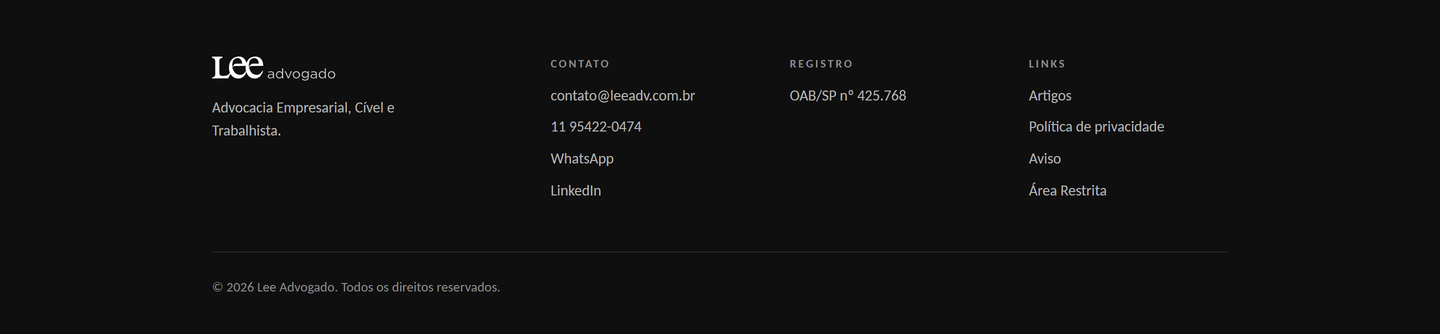 Lee advogado
Advocacia Empresarial, Cível e
Trabalhista.
CONTATO
contato@leeadv.com.br
11 95422-0474
WhatsApp
LinkedIn
REGISTRO
OAB/SP nº 425.768
LINKS
Artigos
Política de privacidade
Aviso
Área Restrita
© 2026 Lee Advogado. Todos os direitos reservados.